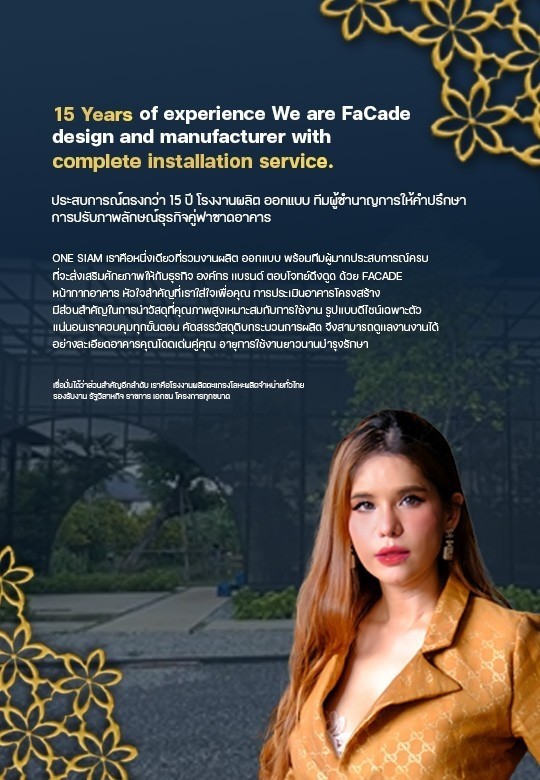 15 Years of experience We are FaCade
design and manufacturer with
complete installation service.
ประสบการณ์ตรงกว่า 15 ปี โรงงานผลิต ออกแบบ ทีมผู้ชำนาญการให้คำปรึกษา
การปรับภาพลักษณ์ธุรกิจคู่ฟาซาดอาคาร
ONE SIAM เราคือหนึ่งเดียวที่รวมงานผลิต ออกแบบ พร้อมทีมผู้มากประสบการณ์ครบ
ที่จะส่งเสริมศักยภาพให้กับธุรกิจ องค์กร แบรนด์ ตอบโจทย์ดึงดูด ด้วย FACADE
หน้ากากอาคาร หัวใจสำคัญที่เราใส่ใจเพื่อคุณ การประเมินอาคารโครงสร้าง
มีส่วนสำคัญในการนำวัสดุที่คุณภาพสูงเหมาะสมกับการใช้งาน รูปแบบดีไซน์เฉพาะตัว
แน่นอนเราควบคุมทุกขั้นตอน คัดสรรวัสดุดิบกระบวนการผลิต จึงสามารถดูแลงานงานได้
อย่างละเอียดอาคารคุณโดดเด่นคู่คุณ อายุการใช้งานยาวนานบำรุงรักษา
เชื่อมั่นได้ว่าส่วนสำคัญอีกลำดับ เราคือโรงงานผลิตตะแกรงโลหะผลิตจำหน่ายทั่วไทย
รองรับงาน รัฐวิสาหกิจ ราชการ เอกชน โครงการทุกขนาด